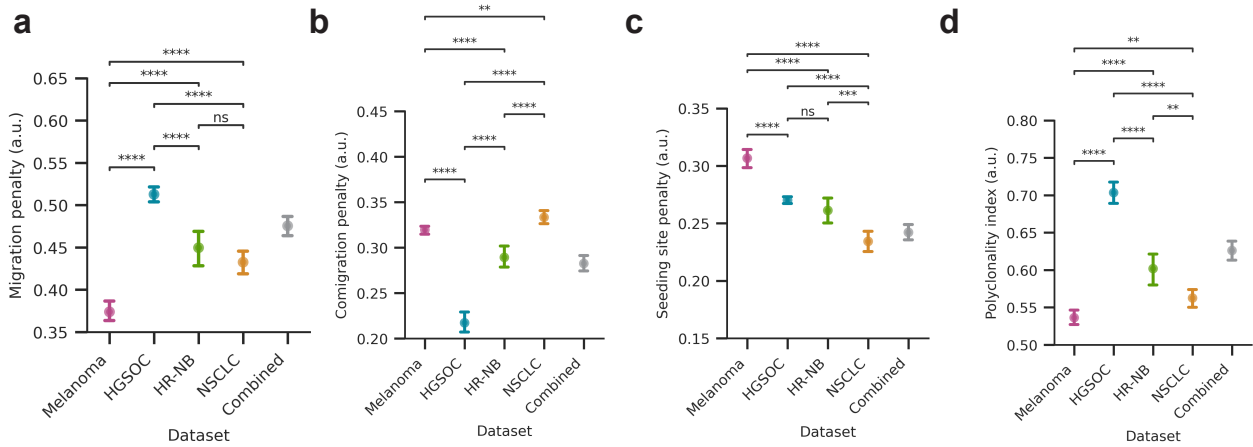 a
****
****
****
ns
****
****
Migration penalty (a.u.)
0.65
0.60
0.55
0.50
0.45
0.40
0.35
Melanoma
HGSOC
HR-NB
NSCLC
Combined
Dataset
b
**
****
****
****
****
****
Comigration penalty (a.u.)
0.45
0.40
0.35
0.30
0.25
0.20
Melanoma
HGSOC
HR-NB
NSCLC
Combined
Dataset
c
****
****
****
***
ns
****
Seeding site penalty (a.u.)
0.35
0.30
0.25
0.20
0.15
Melanoma
HGSOC
HR-NB
NSCLC
Combined
Dataset
d
**
****
****
**
****
****
Polyclonality index (a.u.)
0.80
0.75
0.70
0.65
0.60
0.55
0.50
Melanoma
HGSOC
HR-NB
NSCLC
Combined
Dataset